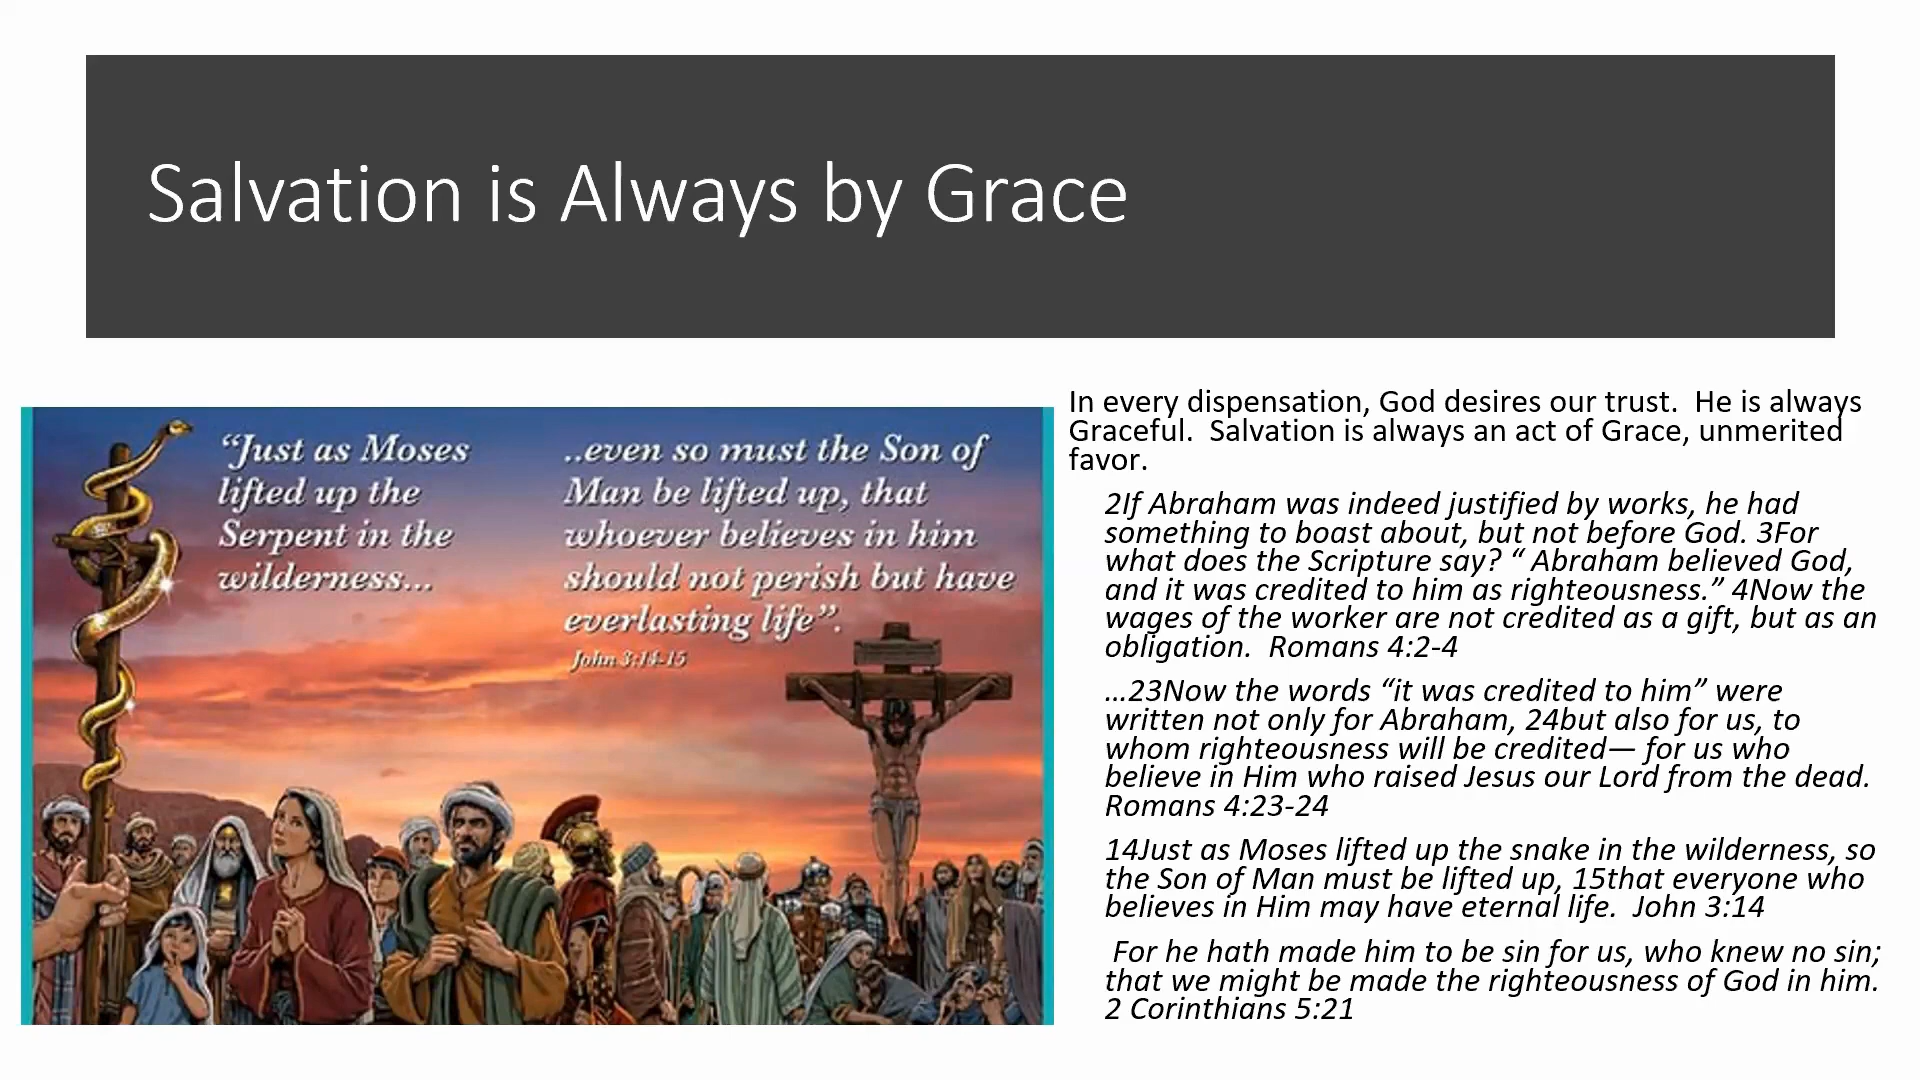 Salvation is Always by Grace
“Just as Moses
lifted up the
Serpent in the
wilderness...
..even so must the Son of
Man be lifted up, that
whoever believes in him
should not perish but have
everlasting life”.
John 3:14-15
In every dispensation, God desires our trust.  He is always
Graceful.  Salvation is always an act of Grace, unmerited
favor.
2If Abraham was indeed justified by works, he had
something to boast about, but not before God. 3For
what does the Scripture say? “ Abraham believed God,
and it was credited to him as righteousness.” 4Now the
wages of the worker are not credited as a gift, but as an
obligation.  Romans 4:2-4
…23Now the words “it was credited to him” were
written not only for Abraham, 24but also for us, to
whom righteousness will be credited— for us who
believe in Him who raised Jesus our Lord from the dead.
Romans 4:23-24
14Just as Moses lifted up the snake in the wilderness, so
the Son of Man must be lifted up, 15that everyone who
believes in Him may have eternal life.  John 3:14
For he hath made him to be sin for us, who knew no sin;
that we might be made the righteousness of God in him.
2 Corinthians 5:21